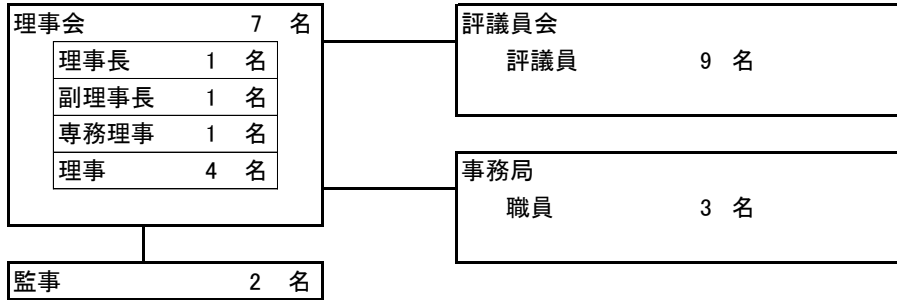 理事会 7 名
理事長 1 名
副理事長 1 名
専務理事 1 名
理事 4 名
監事 2 名
評議員会
評議員 9 名
事務局
職員 3 名